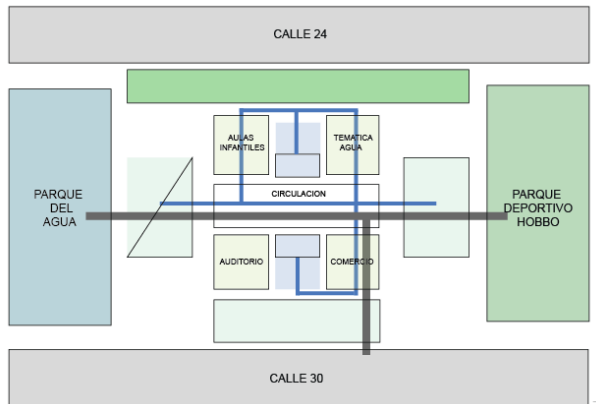 CALLE 24
AULAS
INFANTILES
TEMATICA
AGUA
CIRCULACION
PARQUE
DEL
AGUA
PARQUE
DEPORTIVO
HOBBO
AUDITORIO
COMERCIO
CALLE 30